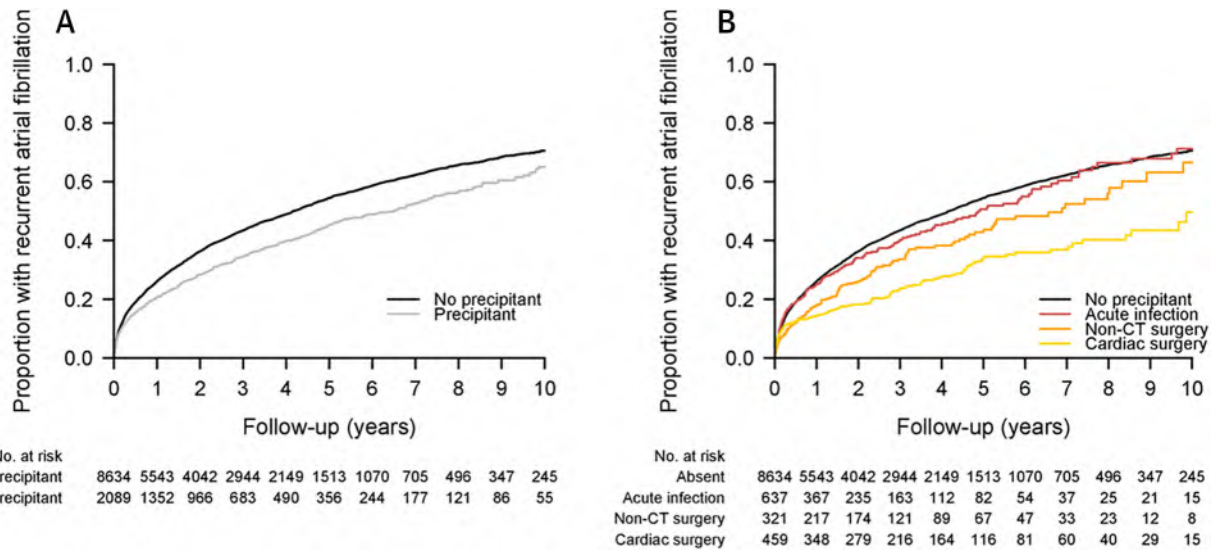 A
Proportion with recurrent atrial fibrillation
1.0
0.8
0.6
0.4
0.2
0.0
No precipitant
Precipitant
0 1 2 3 4 5 6 7 8 9 10
Follow-up (years)
No. at risk
recipitant 8634 5543 4042 2944 2149 1513 1070 705 496 347 245
recipitant 2089 1352 966 683 490 356 244 177 121 86 55
B
Proportion with recurrent atrial fibrillation
1.0
0.8
0.6
0.4
0.2
0.0
No precipitant
Acute infection
Non-CT surgery
Cardiac surgery
0 1 2 3 4 5 6 7 8 9 10
Follow-up (years)
No. at risk
Absent 8634 5543 4042 2944 2149 1513 1070 705 496 347 245
Acute infection 637 367 235 163 112 82 54 37 25 21 15
Non-CT surgery 321 217 174 121 89 67 47 33 23 12 8
Cardiac surgery 459 348 279 216 164 116 81 60 40 29 15